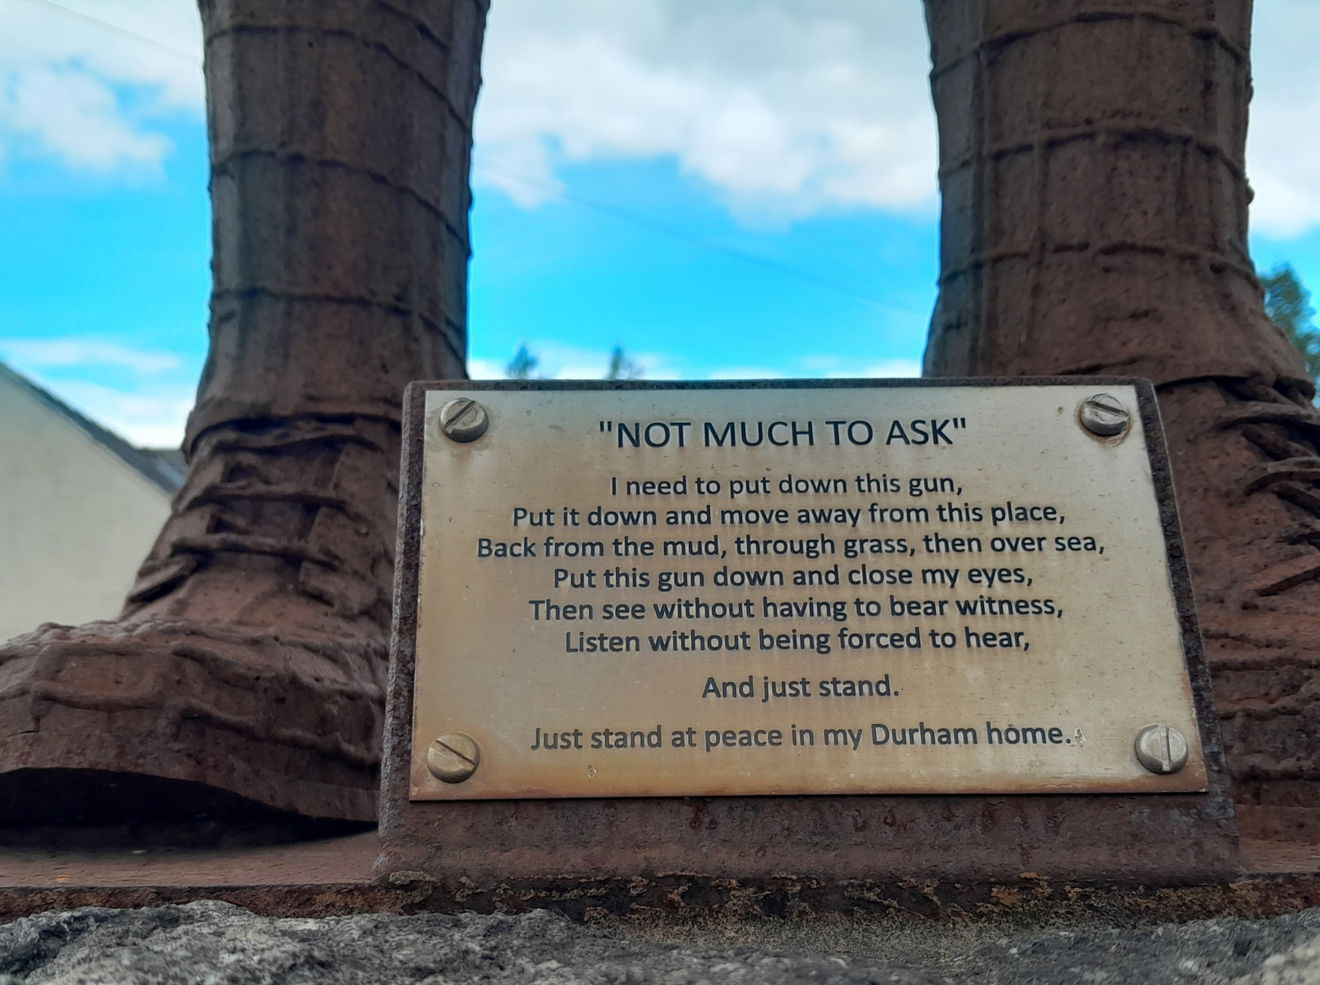 "NOT MUCH TO ASK"
I need to put down this gun,
Put it down and move away from this place,
Back from the mud, through grass, then over sea,
Put this gun down and close my eyes,
Then see without having to bear witness,
Listen without being forced to hear,
And just stand.
Just stand at peace in my Durham home.